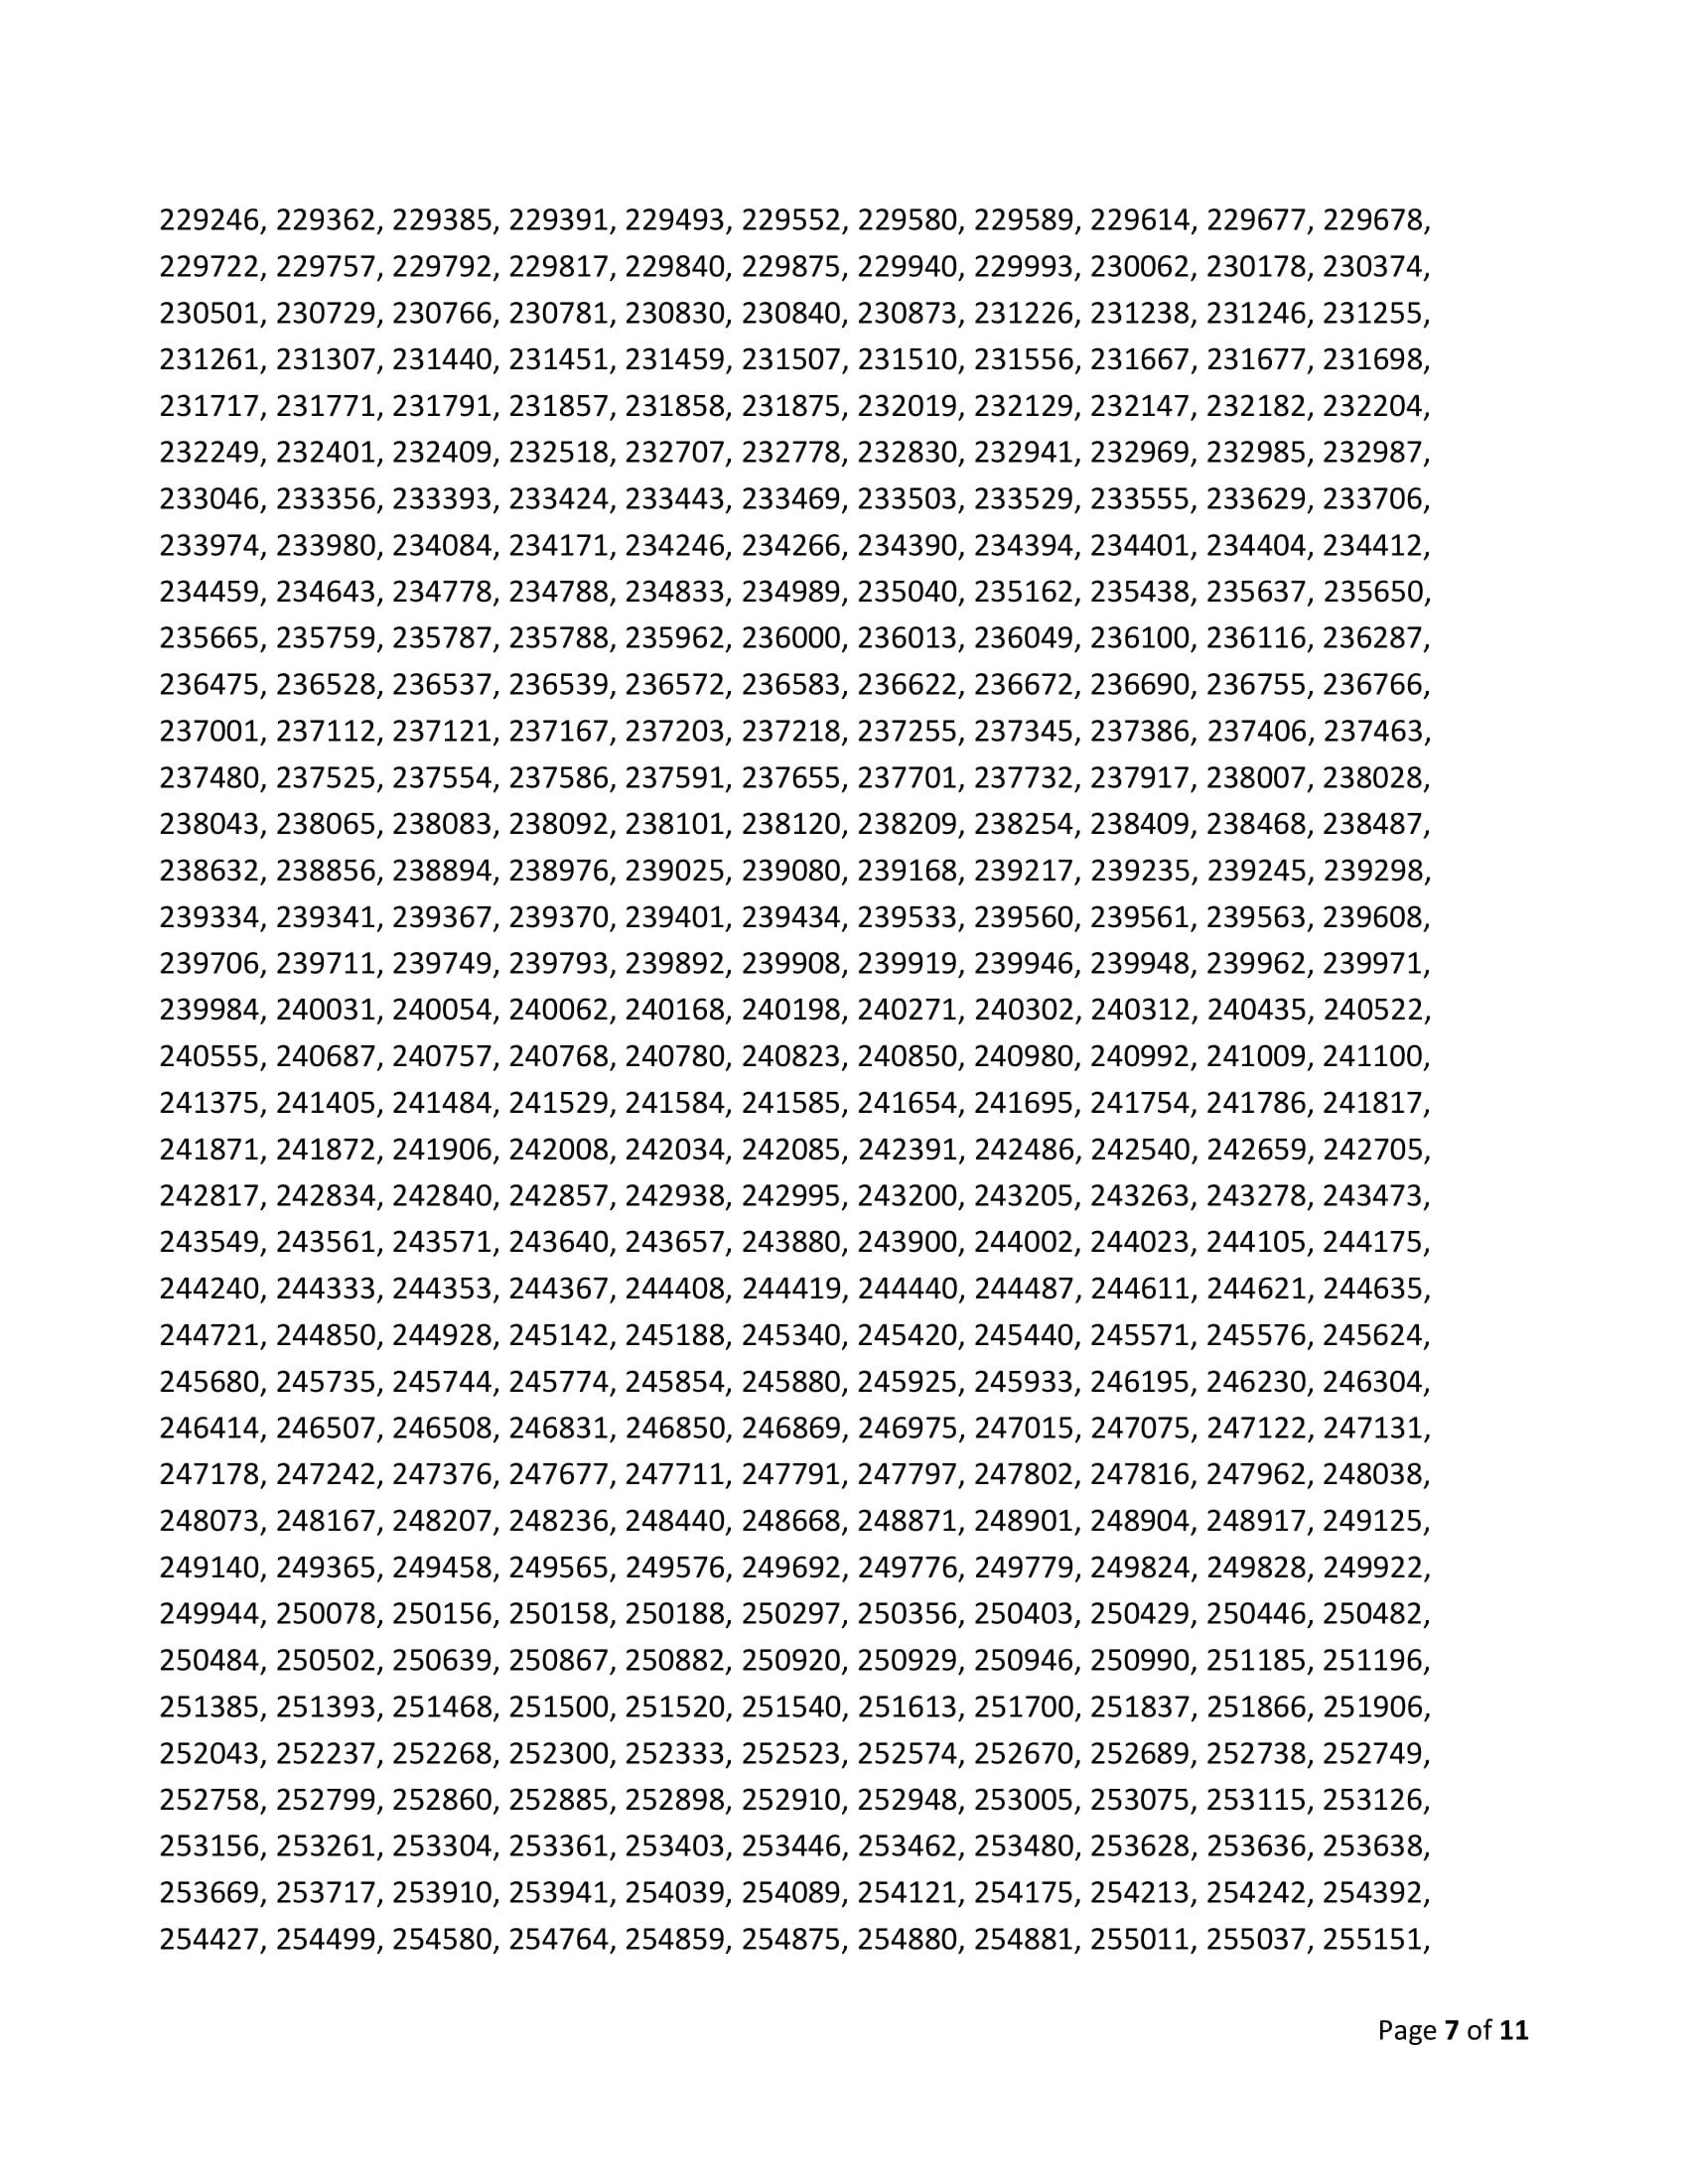 229246, 229362, 229385, 229391, 229493, 229552, 229580, 229589, 229614, 229677, 229678,
229722, 229757, 229792, 229817, 229840, 229875, 229940, 229993, 230062, 230178, 230374,
230501, 230729, 230766, 230781, 230830, 230840, 230873, 231226, 231238, 231246, 231255,
231261, 231307, 231440, 231451, 231459, 231507, 231510, 231556, 231667, 231677, 231698,
231717, 231771, 231791, 231857, 231858, 231875, 232019, 232129, 232147, 232182, 232204,
232249, 232401, 232409, 232518, 232707, 232778, 232830, 232941, 232969, 232985, 232987,
233046, 233356, 233393, 233424, 233443, 233469, 233503, 233529, 233555, 233629, 233706,
233974, 233980, 234084, 234171, 234246, 234266, 234390, 234394, 234401, 234404, 234412,
234459, 234643, 234778, 234788, 234833, 234989, 235040, 235162, 235438, 235637, 235650,
235665, 235759, 235787, 235788, 235962, 236000, 236013, 236049, 236100, 236116, 236287,
236475, 236528, 236537, 236539, 236572, 236583, 236622, 236672, 236690, 236755, 236766,
237001, 237112, 237121, 237167, 237203, 237218, 237255, 237345, 237386, 237406, 237463,
237480, 237525, 237554, 237586, 237591, 237655, 237701, 237732, 237917, 238007, 238028,
238043, 238065, 238083, 238092, 238101, 238120, 238209, 238254, 238409, 238468, 238487,
238632, 238856, 238894, 238976, 239025, 239080, 239168, 239217, 239235, 239245, 239298,
239334, 239341, 239367, 239370, 239401, 239434, 239533, 239560, 239561, 239563, 239608,
239706, 239711, 239749, 239793, 239892, 239908, 239919, 239946, 239948, 239962, 239971,
239984, 240031, 240054, 240062, 240168, 240198, 240271, 240302, 240312, 240435, 240522,
240555, 240687, 240757, 240768, 240780, 240823, 240850, 240980, 240992, 241009, 241100,
241375, 241405, 241484, 241529, 241584, 241585, 241654, 241695, 241754, 241786, 241817,
241871, 241872, 241906, 242008, 242034, 242085, 242391, 242486, 242540, 242659, 242705,
242817, 242834, 242840, 242857, 242938, 242995, 243200, 243205, 243263, 243278, 243473,
243549, 243561, 243571, 243640, 243657, 243880, 243900, 244002, 244023, 244105, 244175,
244240, 244333, 244353, 244367, 244408, 244419, 244440, 244487, 244611, 244621, 244635,
244721, 244850, 244928, 245142, 245188, 245340, 245420, 245440, 245571, 245576, 245624,
245680, 245735, 245744, 245774, 245854, 245880, 245925, 245933, 246195, 246230, 246304,
246414, 246507, 246508, 246831, 246850, 246869, 246975, 247015, 247075, 247122, 247131,
247178, 247242, 247376, 247677, 247711, 247791, 247797, 247802, 247816, 247962, 248038,
248073, 248167, 248207, 248236, 248440, 248668, 248871, 248901, 248904, 248917, 249125,
249140, 249365, 249458, 249565, 249576, 249692, 249776, 249779, 249824, 249828, 249922,
249944, 250078, 250156, 250158, 250188, 250297, 250356, 250403, 250429, 250446, 250482,
250484, 250502, 250639, 250867, 250882, 250920, 250929, 250946, 250990, 251185, 251196,
251385, 251393, 251468, 251500, 251520, 251540, 251613, 251700, 251837, 251866, 251906,
252043, 252237, 252268, 252300, 252333, 252523, 252574, 252670, 252689, 252738, 252749,
252758, 252799, 252860, 252885, 252898, 252910, 252948, 253005, 253075, 253115, 253126,
253156, 253261, 253304, 253361, 253403, 253446, 253462, 253480, 253628, 253636, 253638,
253669, 253717, 253910, 253941, 254039, 254089, 254121, 254175, 254213, 254242, 254392,
254427, 254499, 254580, 254764, 254859, 254875, 254880, 254881, 255011, 255037, 255151,
Page 7 of 11